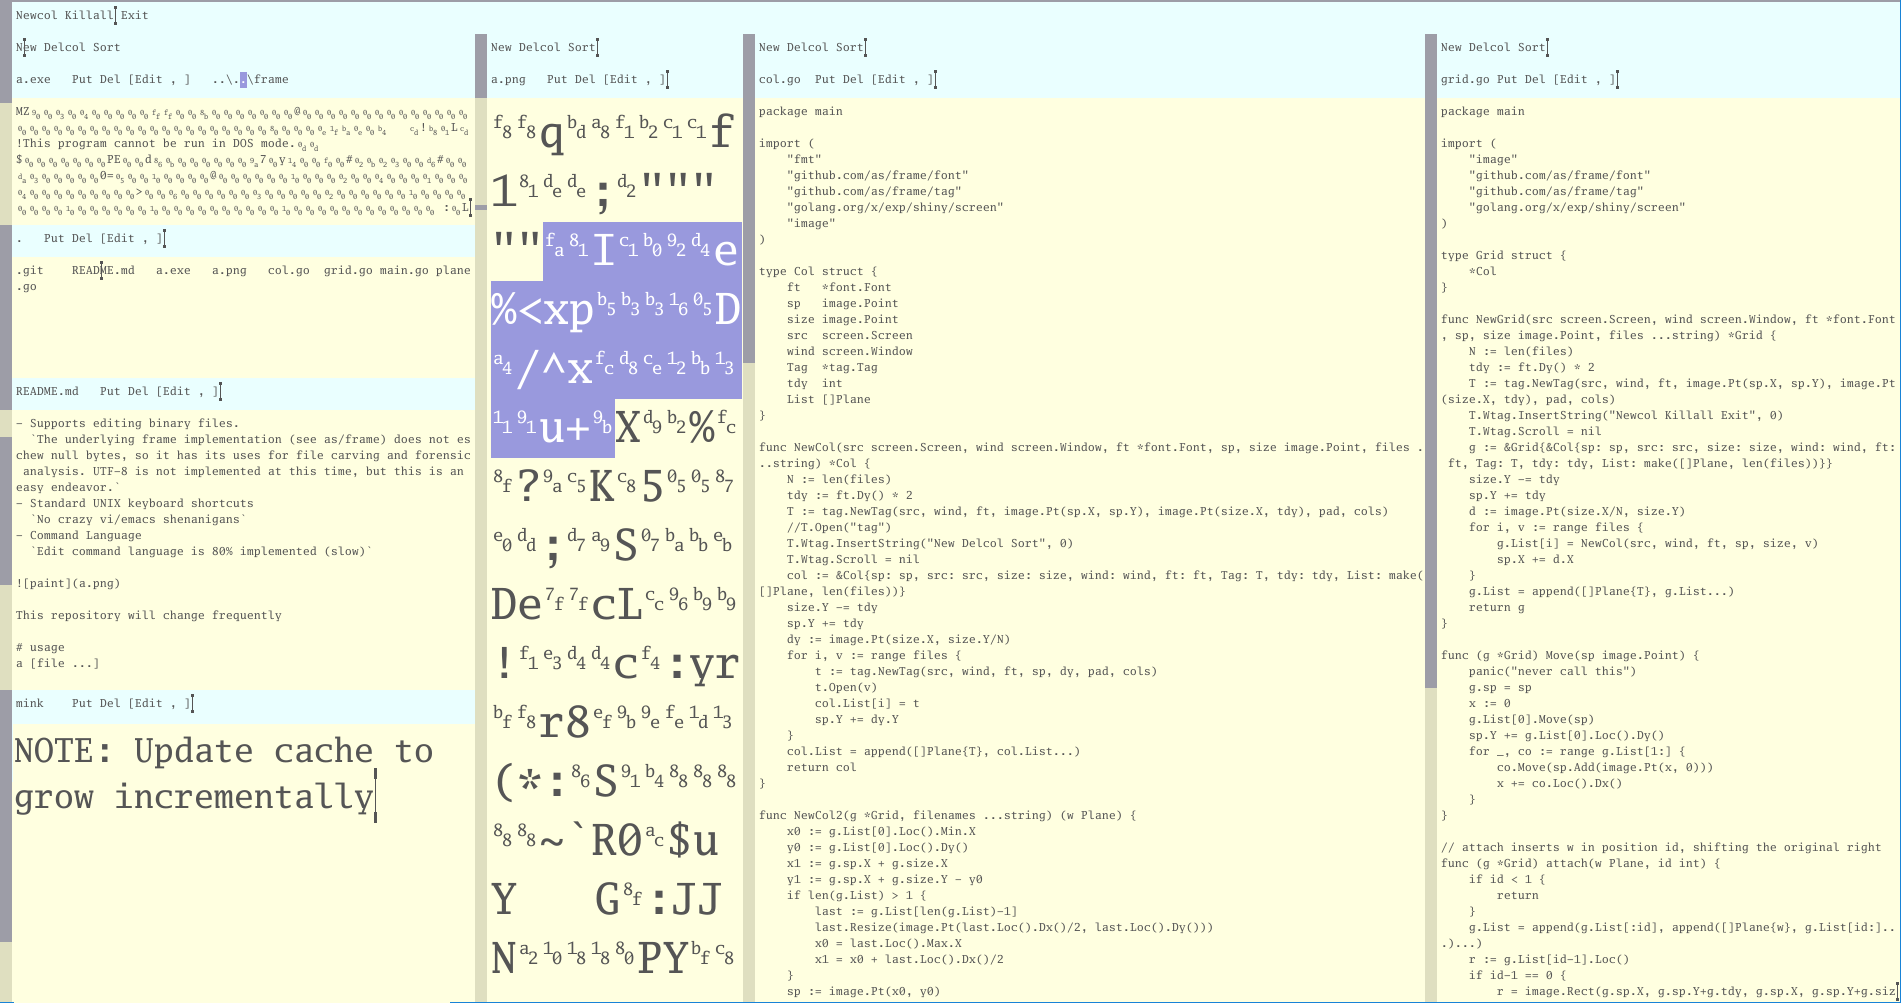 Newcol Killall Exit
New Delcol Sort
a.exe   Put Del [Edit , ]   ..\..\frame
!This program cannot be run in DOS mode.
.   Put Del [Edit , ]
.git    README.md   a.exe   a.png   col.go  grid.go main.go plane
.go
README.md   Put Del [Edit , ]
- Supports editing binary files.
  `The underlying frame implementation (see as/frame) does not es
chew null bytes, so it has its uses for file carving and forensic
 analysis. UTF-8 is not implemented at this time, but this is an
easy endeavor.`
- Standard UNIX keyboard shortcuts
  `No crazy vi/emacs shenanigans`
- Command Language
  `Edit command language is 80% implemented (slow)`
![paint](a.png)
This repository will change frequently
# usage
a [file ...]
mink    Put Del [Edit , ]
NOTE: Update cache to
grow incrementally
New Delcol Sort
a.png   Put Del [Edit , ]
New Delcol Sort
col.go  Put Del [Edit , ]
package main
import (
    "fmt"
    "github.com/as/frame/font"
    "github.com/as/frame/tag"
    "golang.org/x/exp/shiny/screen"
    "image"
)
type Col struct {
    ft   *font.Font
    sp   image.Point
    size image.Point
    src  screen.Screen
    wind screen.Window
    Tag  *tag.Tag
    tdy  int
    List []Plane
}
func NewCol(src screen.Screen, wind screen.Window, ft *font.Font, sp, size image.Point, files .
..string) *Col {
    N := len(files)
    tdy := ft.Dy() * 2
    T := tag.NewTag(src, wind, ft, image.Pt(sp.X, sp.Y), image.Pt(size.X, tdy), pad, cols)
    //T.Open("tag")
    T.Wtag.InsertString("New Delcol Sort", 0)
    T.Wtag.Scroll = nil
    col := &Col{sp: sp, src: src, size: size, wind: wind, ft: ft, Tag: T, tdy: tdy, List: make(
[]Plane, len(files))}
    size.Y -= tdy
    sp.Y += tdy
    dy := image.Pt(size.X, size.Y/N)
    for i, v := range files {
        t := tag.NewTag(src, wind, ft, sp, dy, pad, cols)
        t.Open(v)
        col.List[i] = t
        sp.Y += dy.Y
    }
    col.List = append([]Plane{T}, col.List...)
    return col
}
func NewCol2(g *Grid, filenames ...string) (w Plane) {
    x0 := g.List[0].Loc().Min.X
    y0 := g.List[0].Loc().Dy()
    x1 := g.sp.X + g.size.X
    y1 := g.sp.X + g.size.Y - y0
    if len(g.List) > 1 {
        last := g.List[len(g.List)-1]
        last.Resize(image.Pt(last.Loc().Dx()/2, last.Loc().Dy()))
        x0 = last.Loc().Max.X
        x1 = x0 + last.Loc().Dx()/2
    }
    sp := image.Pt(x0, y0)
New Delcol Sort
grid.go Put Del [Edit , ]
package main
import (
    "image"
    "github.com/as/frame/font"
    "github.com/as/frame/tag"
    "golang.org/x/exp/shiny/screen"
)
type Grid struct {
    *Col
}
func NewGrid(src screen.Screen, wind screen.Window, ft *font.Font
, sp, size image.Point, files ...string) *Grid {
    N := len(files)
    tdy := ft.Dy() * 2
    T := tag.NewTag(src, wind, ft, image.Pt(sp.X, sp.Y), image.Pt
(size.X, tdy), pad, cols)
    T.Wtag.InsertString("Newcol Killall Exit", 0)
    T.Wtag.Scroll = nil
    g := &Grid{&Col{sp: sp, src: src, size: size, wind: wind, ft:
 ft, Tag: T, tdy: tdy, List: make([]Plane, len(files))}}
    size.Y -= tdy
    sp.Y += tdy
    d := image.Pt(size.X/N, size.Y)
    for i, v := range files {
        g.List[i] = NewCol(src, wind, ft, sp, size, v)
        sp.X += d.X
    }
    g.List = append([]Plane{T}, g.List...)
    return g
}
func (g *Grid) Move(sp image.Point) {
    panic("never call this")
    g.sp = sp
    x := 0
    g.List[0].Move(sp)
    sp.Y += g.List[0].Loc().Dy()
    for _, co := range g.List[1:] {
        co.Move(sp.Add(image.Pt(x, 0)))
        x += co.Loc().Dx()
    }
}
// attach inserts w in position id, shifting the original right
func (g *Grid) attach(w Plane, id int) {
    if id < 1 {
        return
    }
    g.List = append(g.List[:id], append([]Plane{w}, g.List[id:]..
.)...)
    r := g.List[id-1].Loc()
    if id-1 == 0 {
        r = image.Rect(g.sp.X, g.sp.Y+g.tdy, g.sp.X, g.sp.Y+g.siz